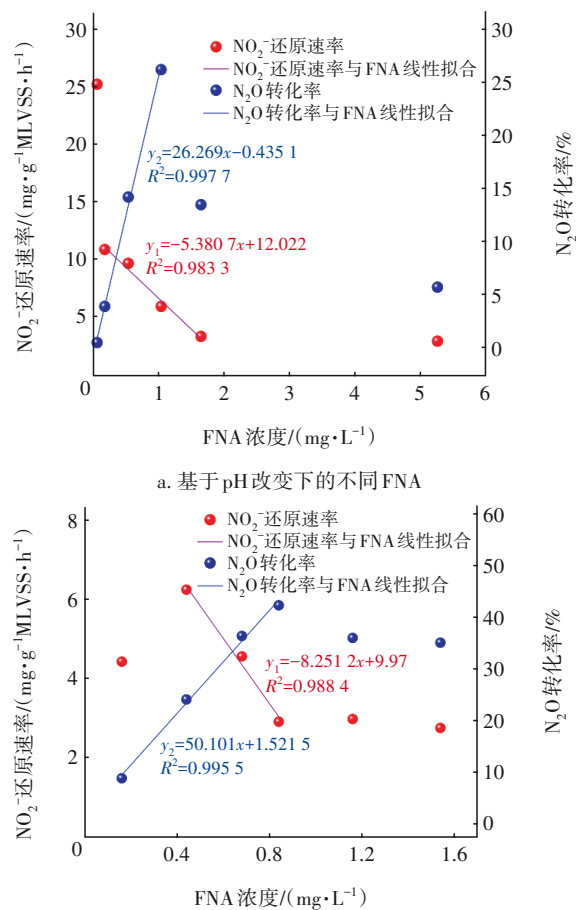 30
25
20
15
10
5
0
1
2
3
4
5
6
30
25
20
15
10
5
0
NO₂⁻还原速率/(mg·g⁻¹MLVSS·h⁻¹)
N₂O转化率/%
NO₂⁻还原速率
NO₂⁻还原速率与FNA线性拟合
N₂O转化率
N₂O转化率与FNA线性拟合
y₂=26.269x−0.435 1
R²=0.997 7
y₁=−5.380 7x+12.022
R²=0.983 3
FNA浓度/(mg·L⁻¹)
a. 基于pH改变下的不同FNA
8
6
4
2
0
0.4
0.8
1.2
1.6
60
50
40
30
20
10
0
NO₂⁻还原速率/(mg·g⁻¹MLVSS·h⁻¹)
N₂O转化率/%
NO₂⁻还原速率
NO₂⁻还原速率与FNA线性拟合
N₂O转化率
N₂O转化率与FNA线性拟合
y₁=−8.251 2x+9.97
R²=0.988 4
y₂=50.101x+1.521 5
R²=0.995 5
FNA浓度/(mg·L⁻¹)